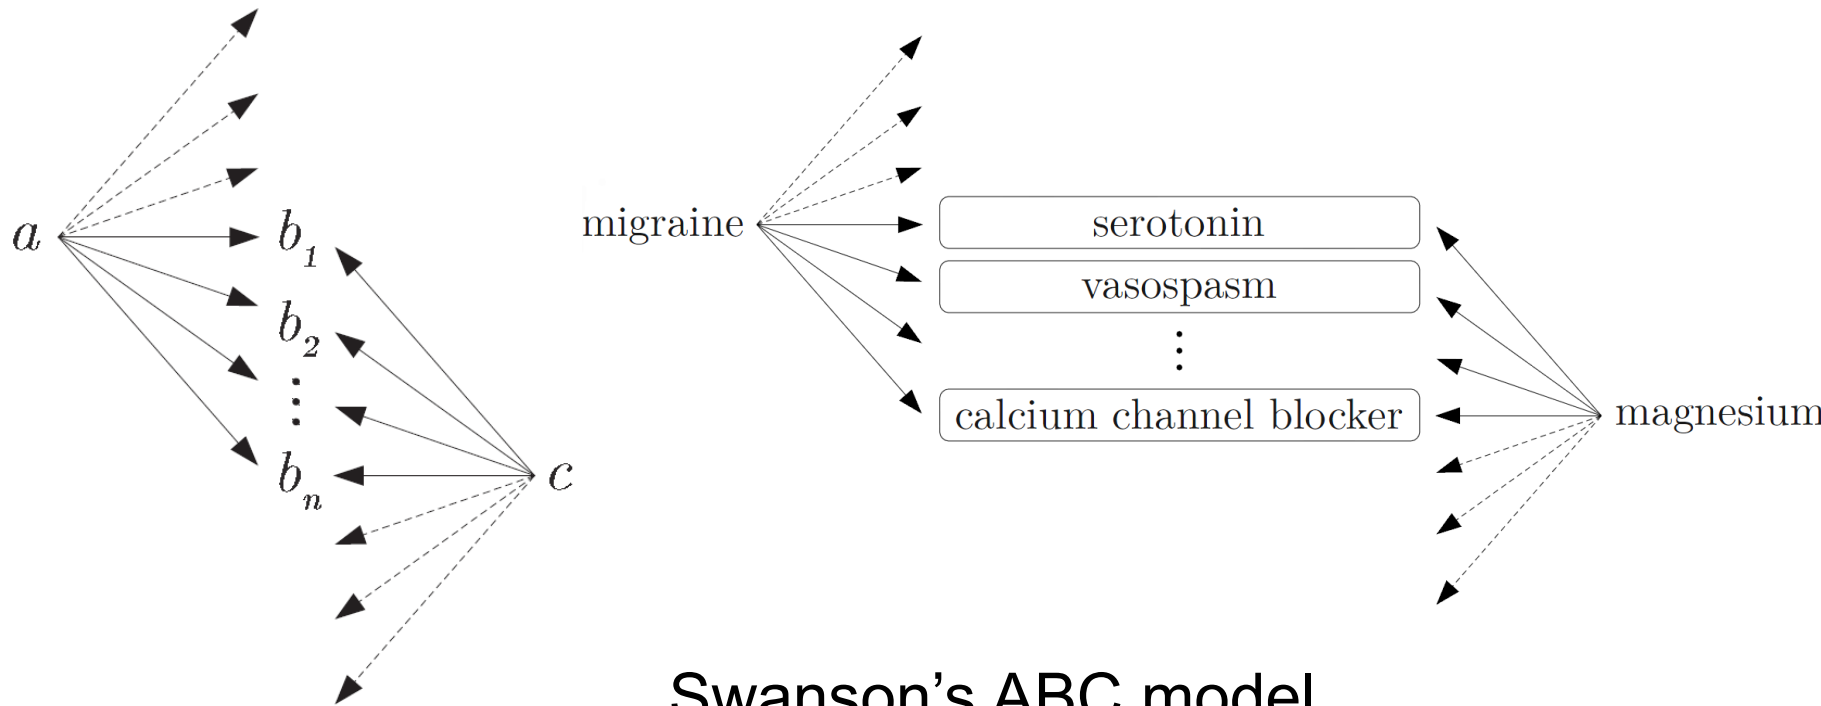 a
b1
b2
⋮
bn
c
migraine
serotonin
vasospasm
⋮
calcium channel blocker
magnesium
Swanson's ABC model